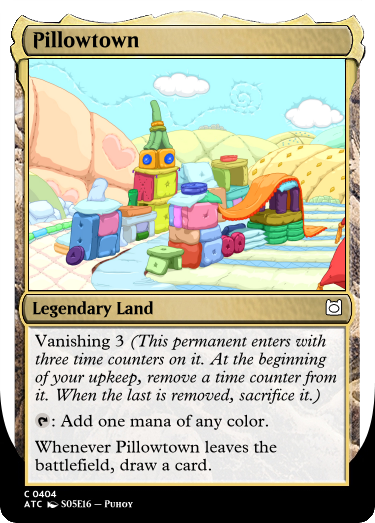 Pillowtown
Legendary Land
Vanishing 3 (This permanent enters with
three time counters on it. At the beginning
of your upkeep, remove a time counter from
it. When the last is removed, sacrifice it.)
: Add one mana of any color.
Whenever Pillowtown leaves the
battlefield, draw a card.
C 0404
ATC S05E16 – Puhoy